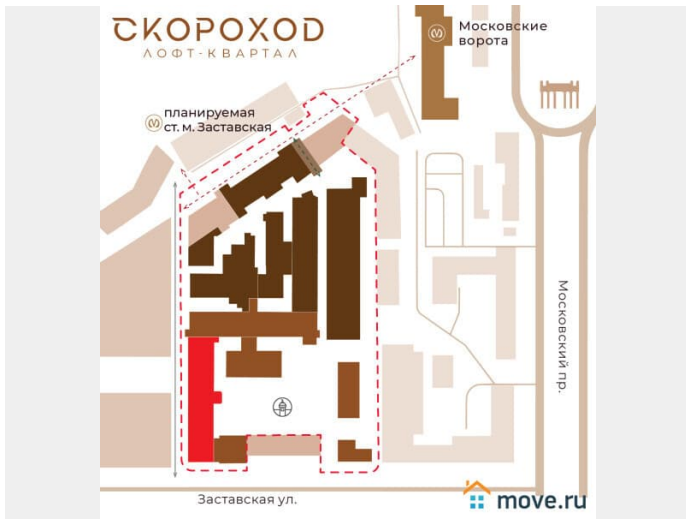 СКОРОХОД
ЛОФТ-КВАРТАЛ
Московские
ворота
планируемая
ст. м. Заставская
Московский пр.
Заставская ул.
move.ru